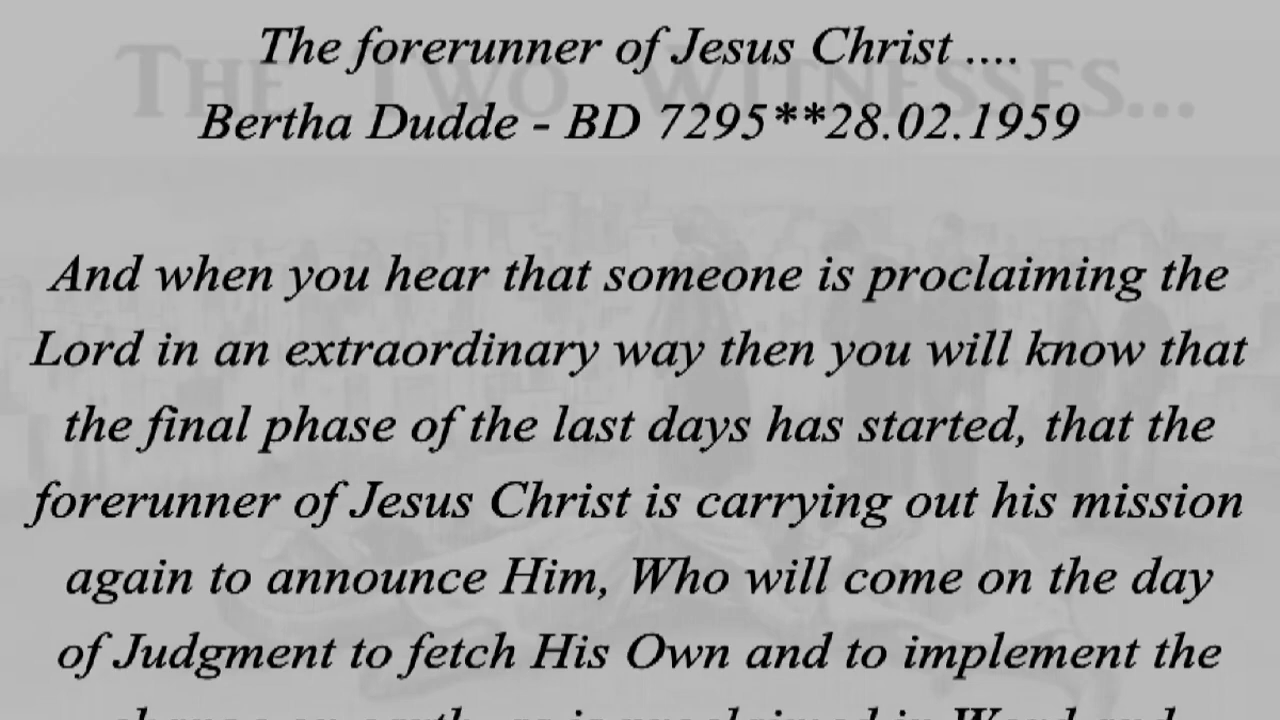 The forerunner of Jesus Christ ....
THE TWO WITNESSES...
Bertha Dudde - BD 7295**28.02.1959
And when you hear that someone is proclaiming the
Lord in an extraordinary way then you will know that
the final phase of the last days has started, that the
forerunner of Jesus Christ is carrying out his mission
again to announce Him, Who will come on the day
of Judgment to fetch His Own and to implement the